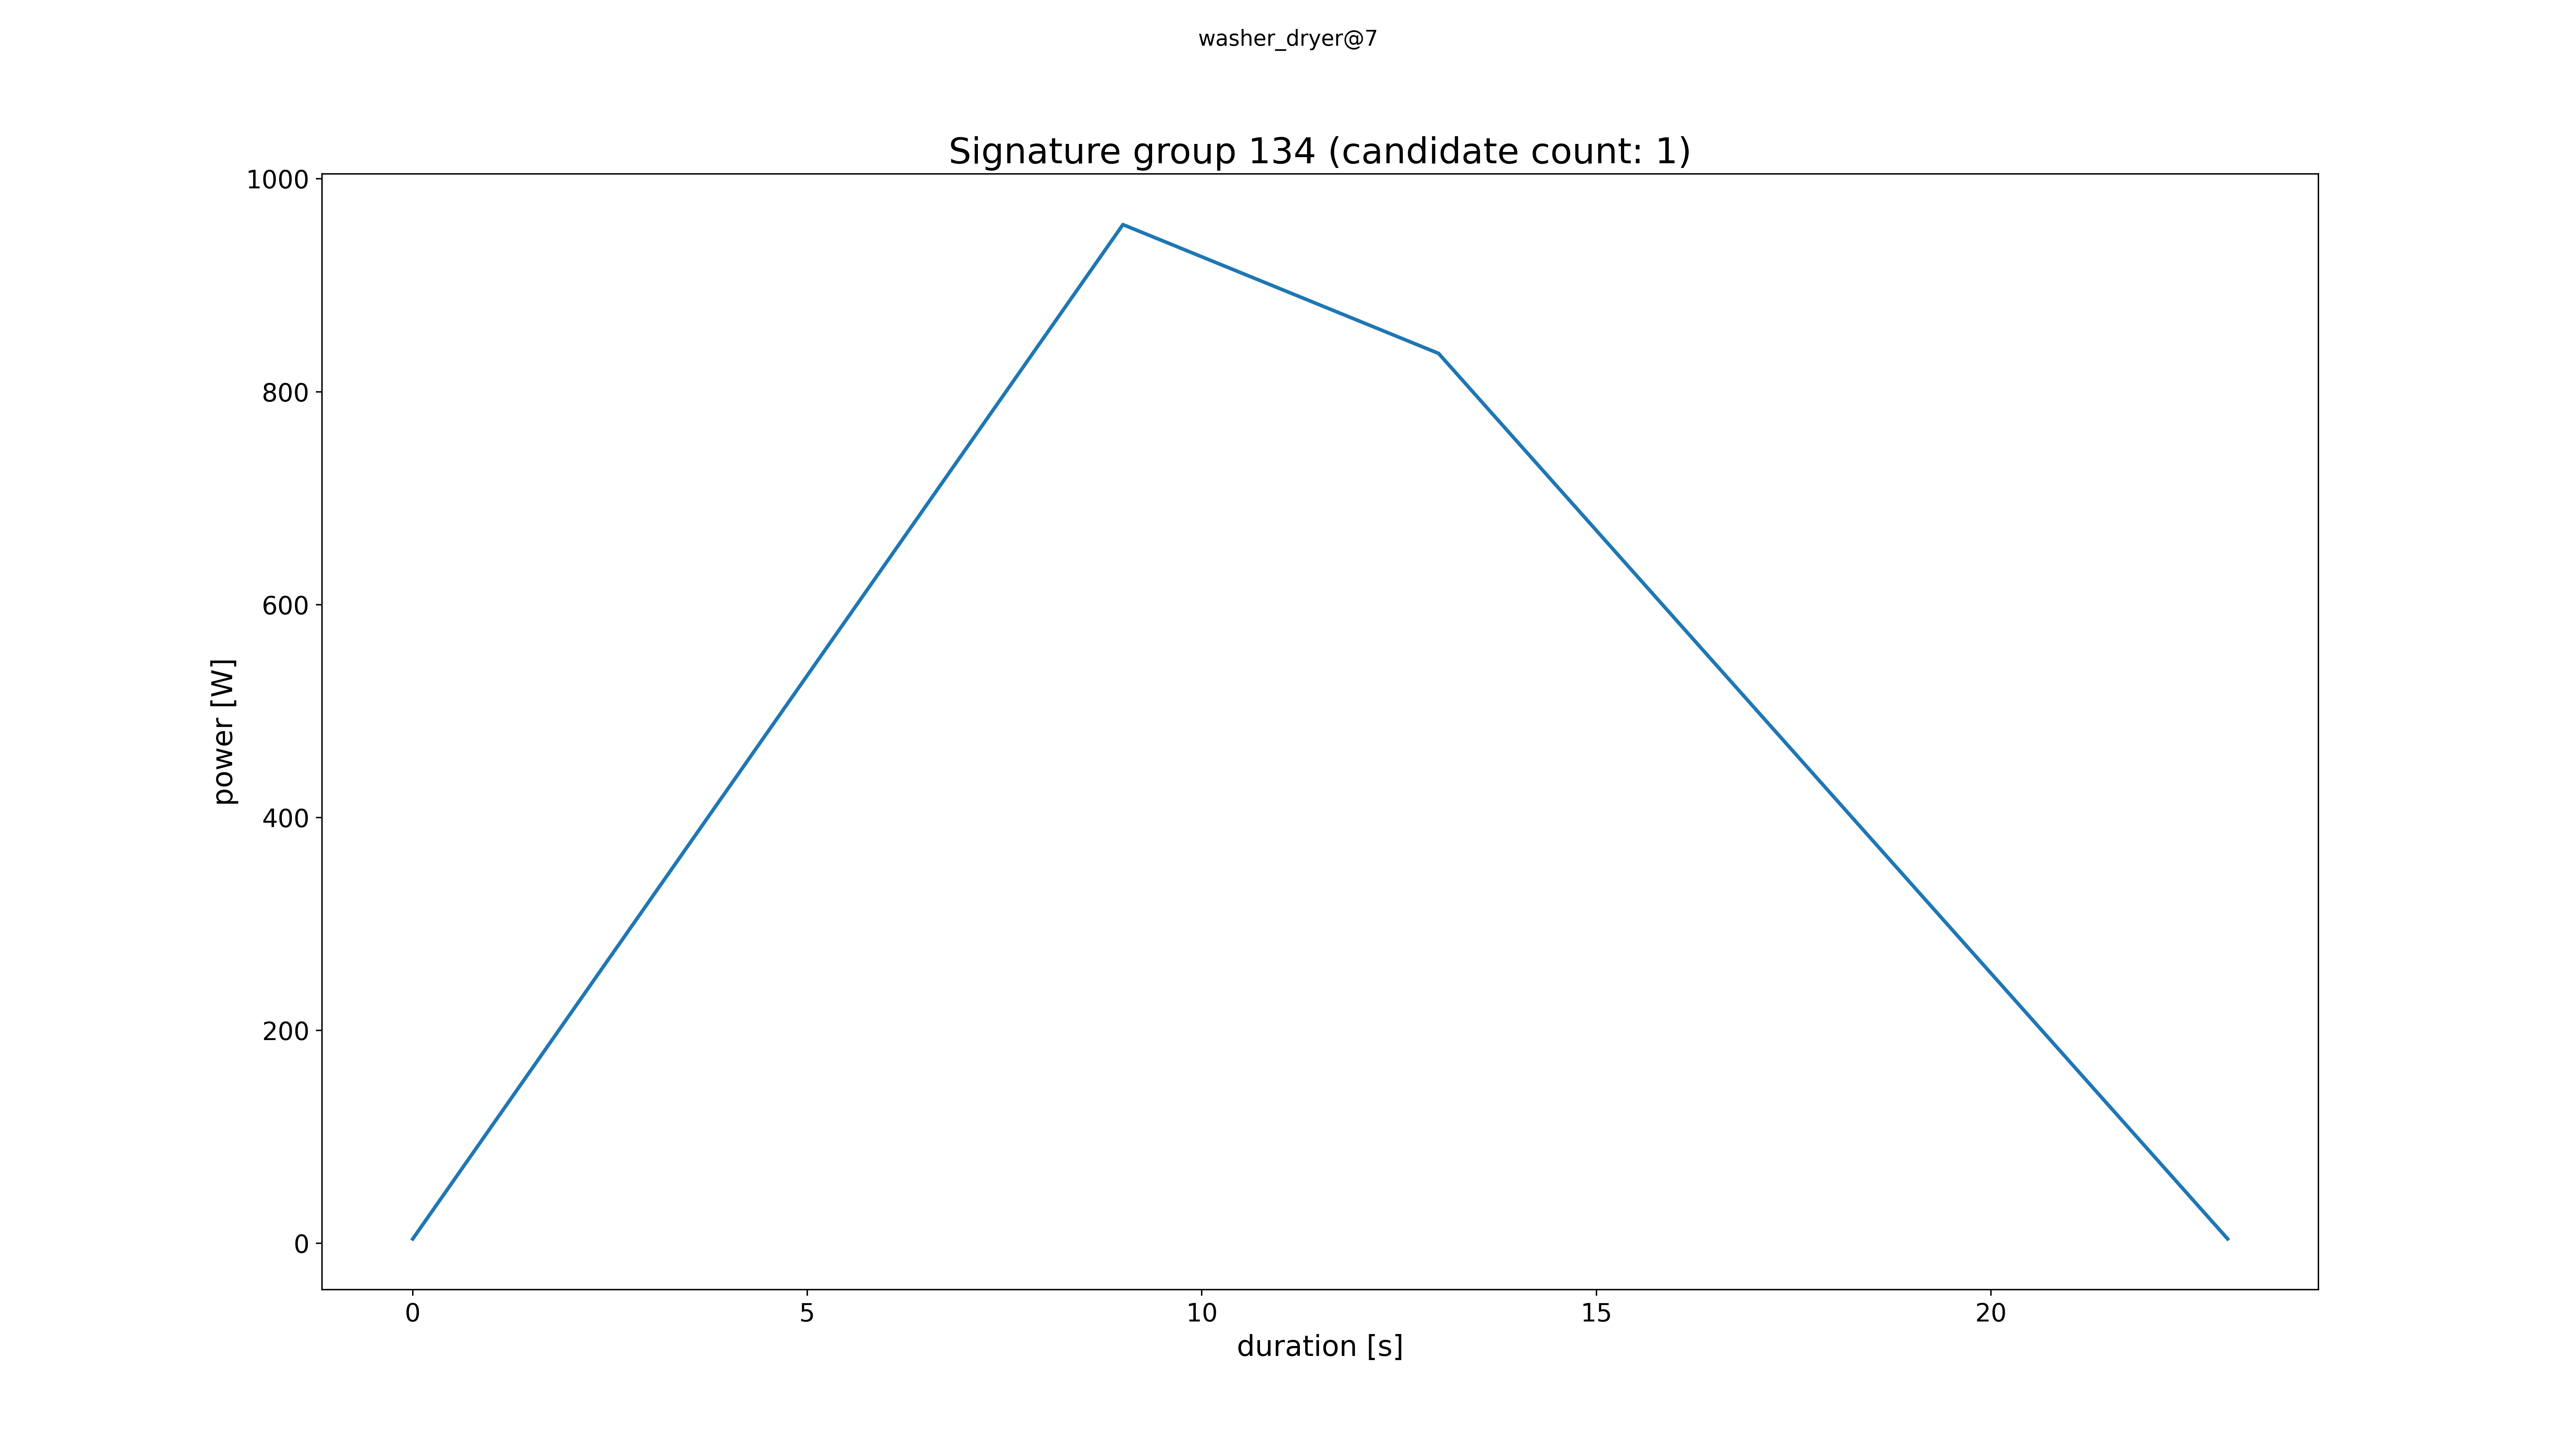 washer_dryer@7
Signature group 134 (candidate count: 1)
1000
800
600
400
200
0
power [W]
0 5 10 15 20
duration [s]